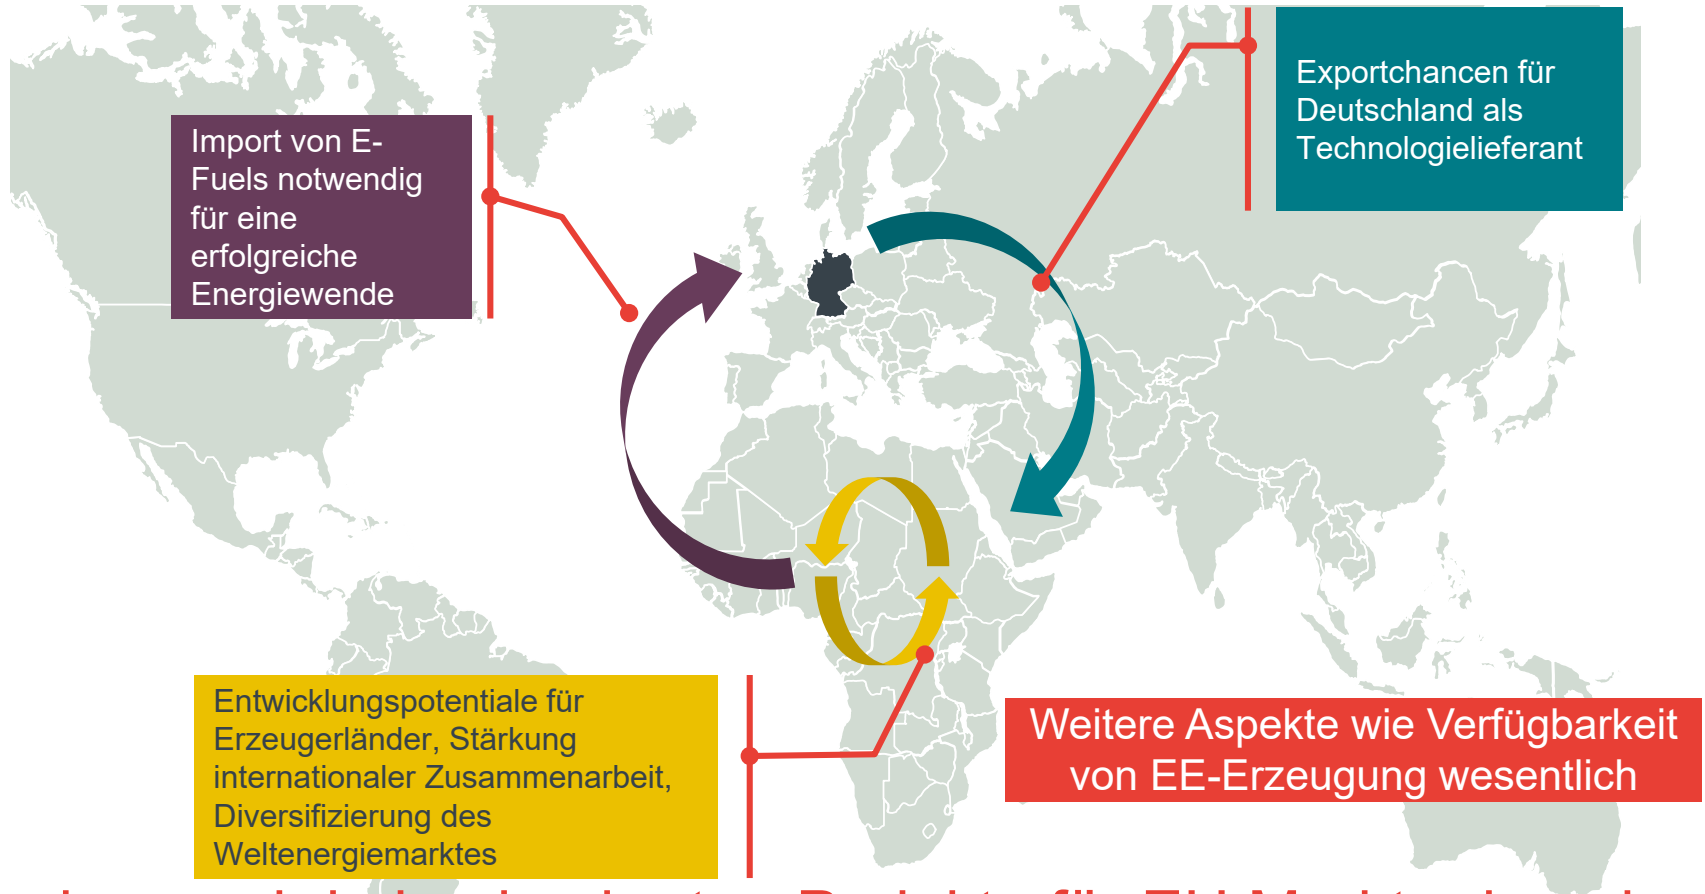 Exportchancen für
Deutschland als
Technologielieferant
Import von E-
Fuels notwendig
für eine
erfolgreiche
Energiewende
Entwicklungspotentiale für
Erzeugerländer, Stärkung
internationaler Zusammenarbeit,
Diversifizierung des
Weltenergiemarktes
Weitere Aspekte wie Verfügbarkeit
von EE-Erzeugung wesentlich